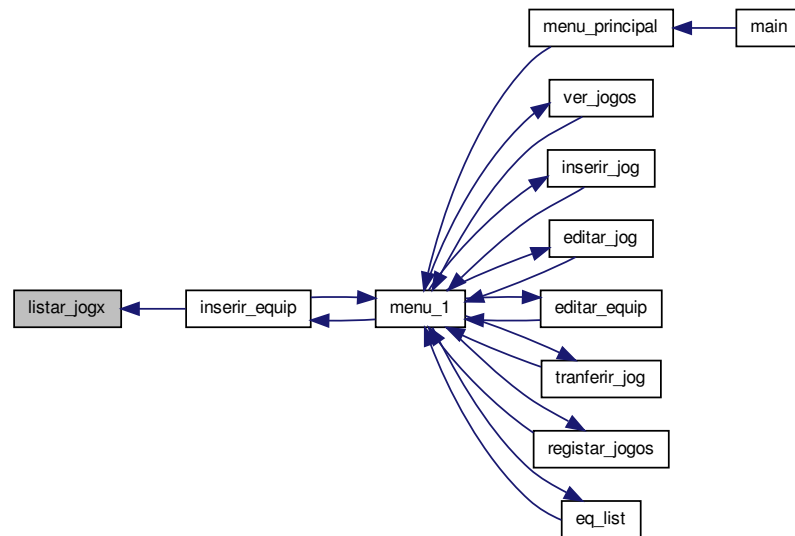 menu_principal
main
ver_jogos
inserir_jog
editar_jog
listar_jogx
inserir_equip
menu_1
editar_equip
tranferir_jog
registar_jogos
eq_list